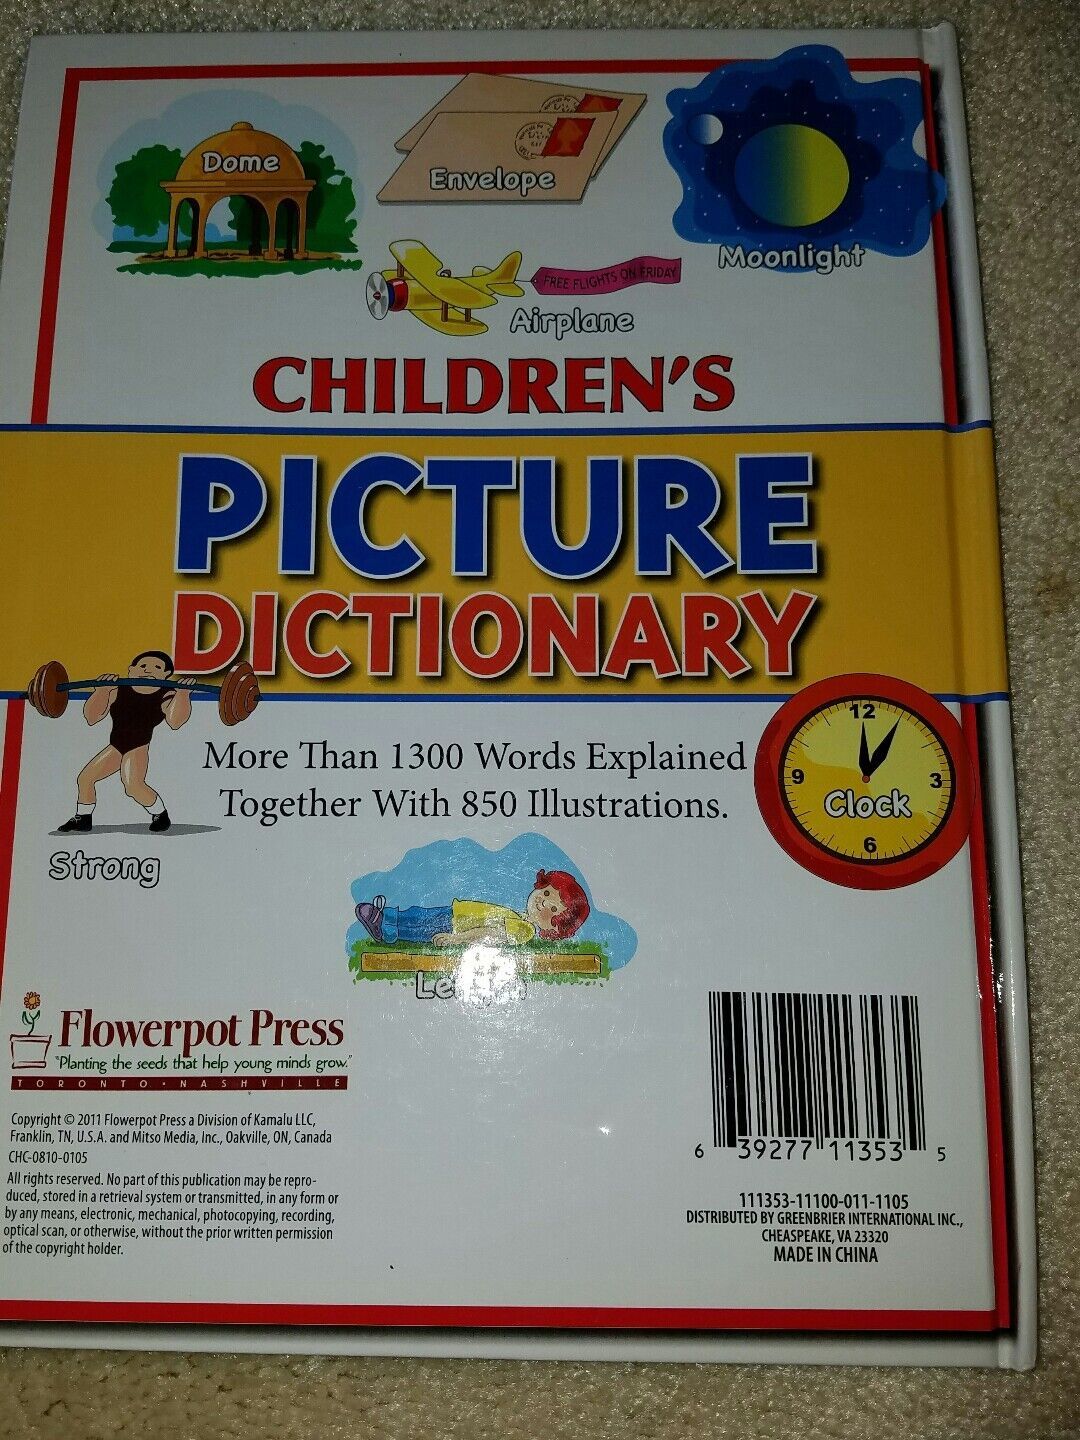 Dome
Envelope
Moonlight
FREE FLIGHTS ON FRIDAY
Airplane
CHILDREN'S
PICTURE
DICTIONARY
More Than 1300 Words Explained
Together With 850 Illustrations.
12
9
3
Clock
6
Strong
Flowerpot Press
"Planting the seeds that help young minds grow."
TORONTO • NASHVILLE
Copyright © 2011 Flowerpot Press a Division of Kamalu LLC,
Franklin, TN, U.S.A. and Mitso Media, Inc., Oakville, ON, Canada
CHC-0810-0105
All rights reserved. No part of this publication may be repro-
duced, stored in a retrieval system or transmitted, in any form or
by any means, electronic, mechanical, photocopying, recording,
optical scan, or otherwise, without the prior written permission
of the copyright holder.
6 39277 11353 5
111353-11100-011-1105
DISTRIBUTED BY GREENBRIER INTERNATIONAL INC.,
CHEASPEAKE, VA 23320
MADE IN CHINA